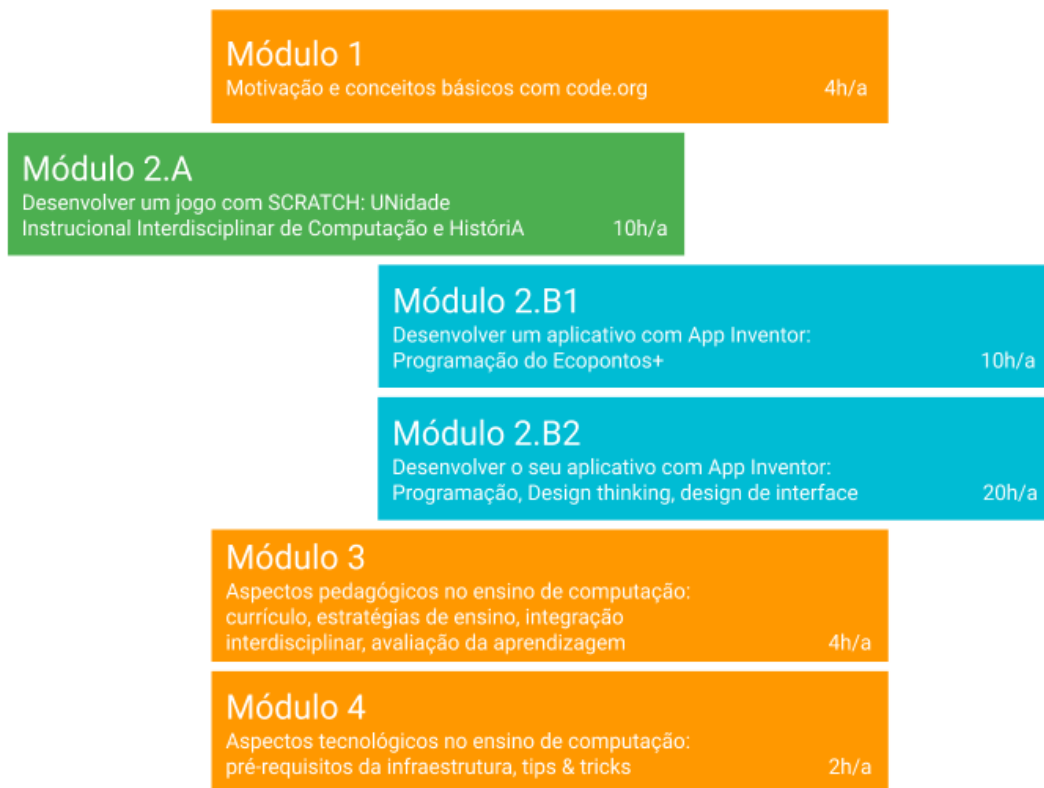 Módulo 1
Motivação e conceitos básicos com code.org 4h/a
Módulo 2.A
Desenvolver um jogo com SCRATCH: UNidade
Instrucional Interdisciplinar de Computação e HistóriA 10h/a
Módulo 2.B1
Desenvolver um aplicativo com App Inventor:
Programação do Ecopontos+ 10h/a
Módulo 2.B2
Desenvolver o seu aplicativo com App Inventor:
Programação, Design thinking, design de interface 20h/a
Módulo 3
Aspectos pedagógicos no ensino de computação:
currículo, estratégias de ensino, integração
interdisciplinar, avaliação da aprendizagem 4h/a
Módulo 4
Aspectos tecnológicos no ensino de computação:
pré-requisitos da infraestrutura, tips & tricks 2h/a